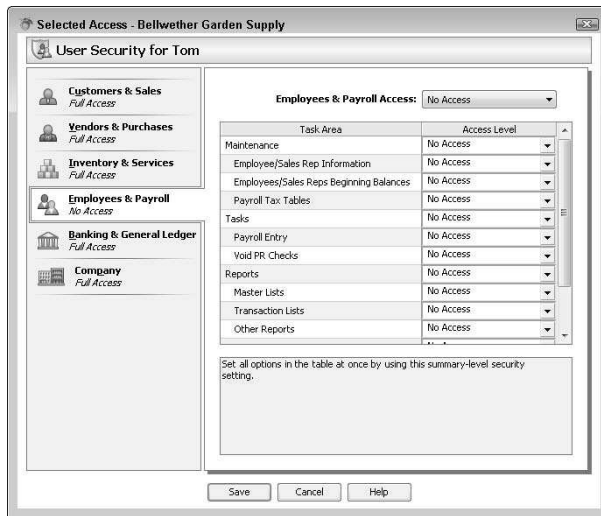 Selected Access - Bellwether Garden Supply
User Security for Tom
Customers & Sales
Full Access
Vendors & Purchases
Full Access
Inventory & Services
Full Access
Employees & Payroll
No Access
Banking & General Ledger
Full Access
Company
Full Access
Employees & Payroll Access: No Access
Task Area Access Level
Maintenance No Access
Employee/Sales Rep Information No Access
Employees/Sales Reps Beginning Balances No Access
Payroll Tax Tables No Access
Tasks No Access
Payroll Entry No Access
Void PR Checks No Access
Reports No Access
Master Lists No Access
Transaction Lists No Access
Other Reports No Access
Set all options in the table at once by using this summary-level security
setting.
Save Cancel Help